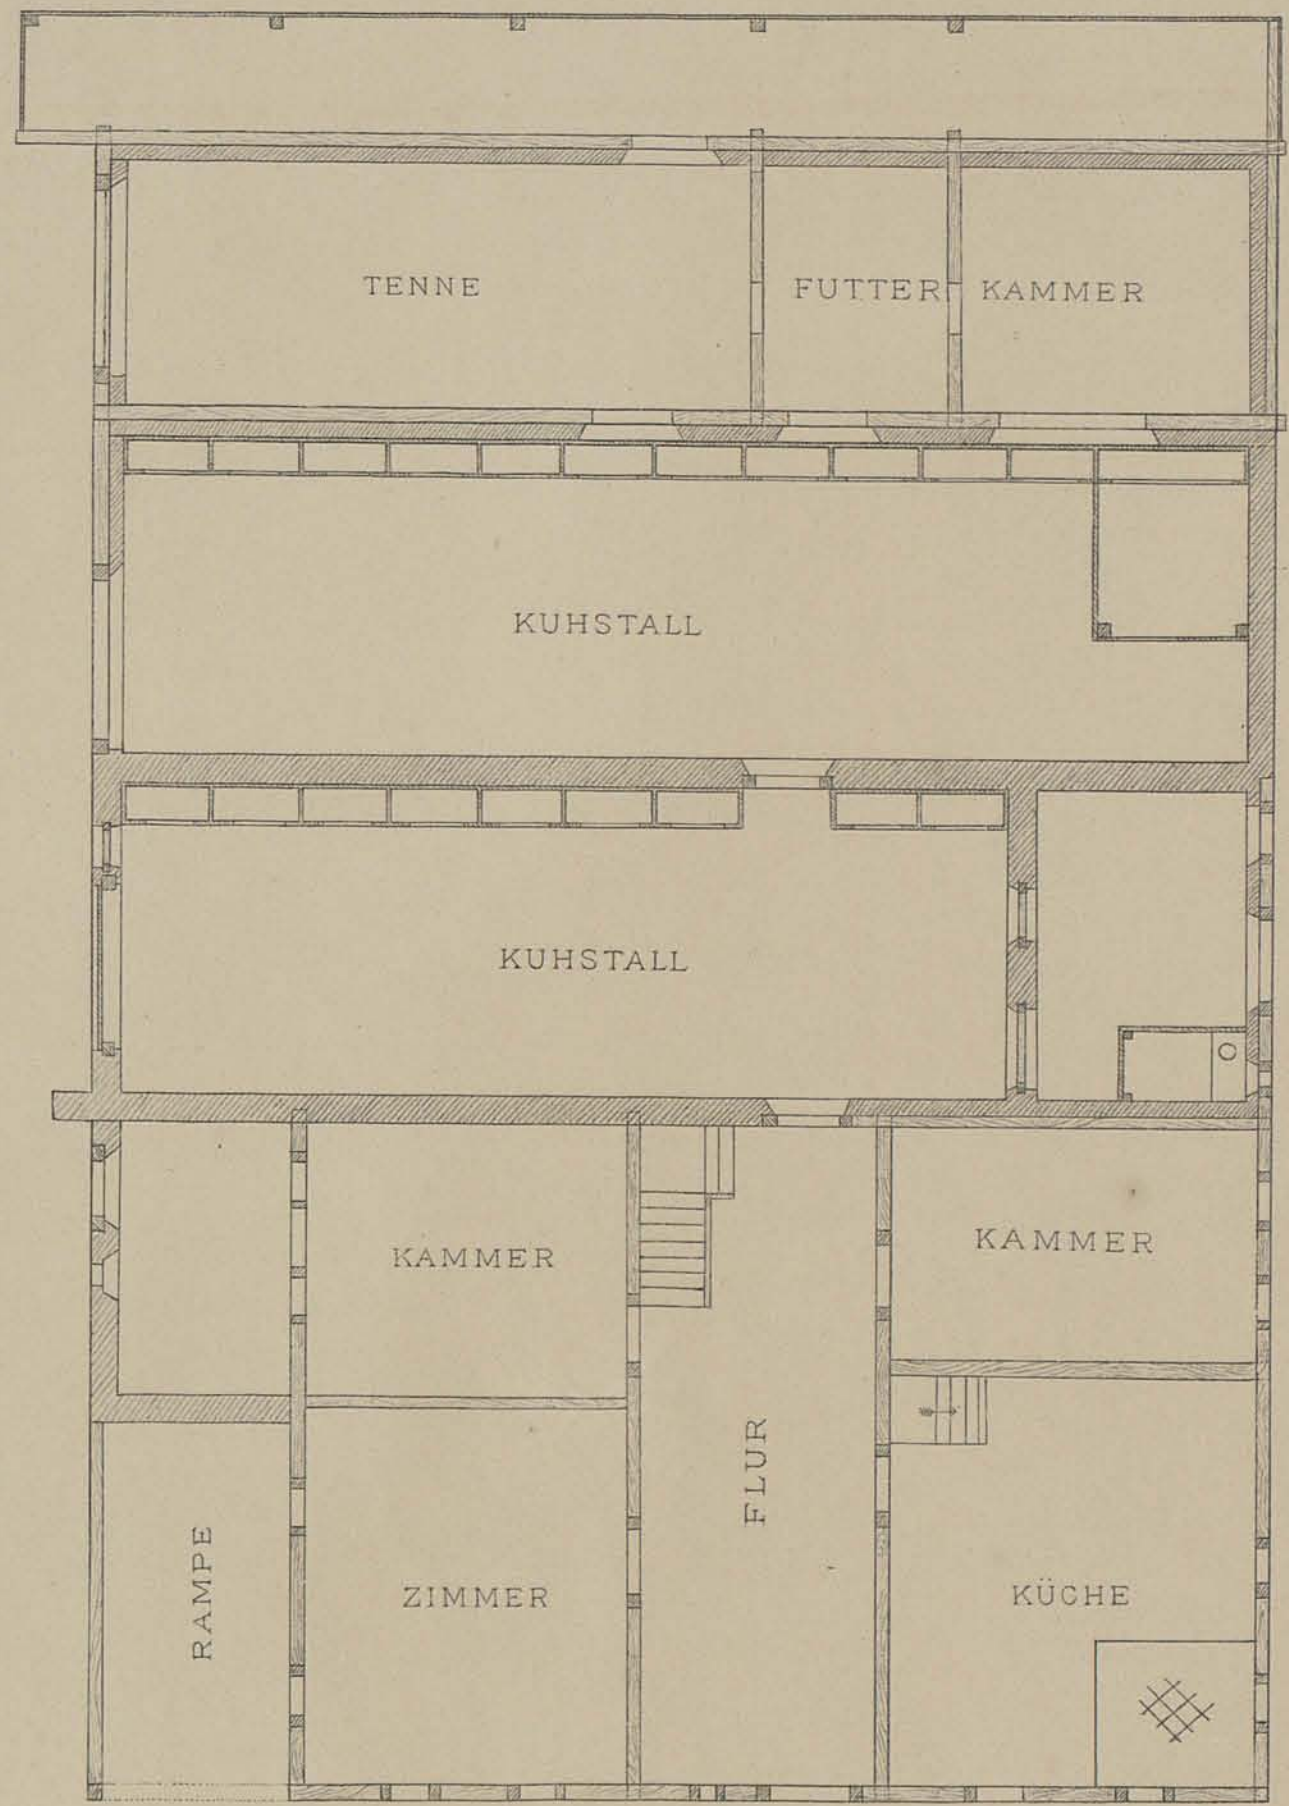 TENNE
FUTTER KAMMER
KUHSTALL
KUHSTALL
KAMMER
KAMMER
FLUR
RAMPE
ZIMMER
KÜCHE